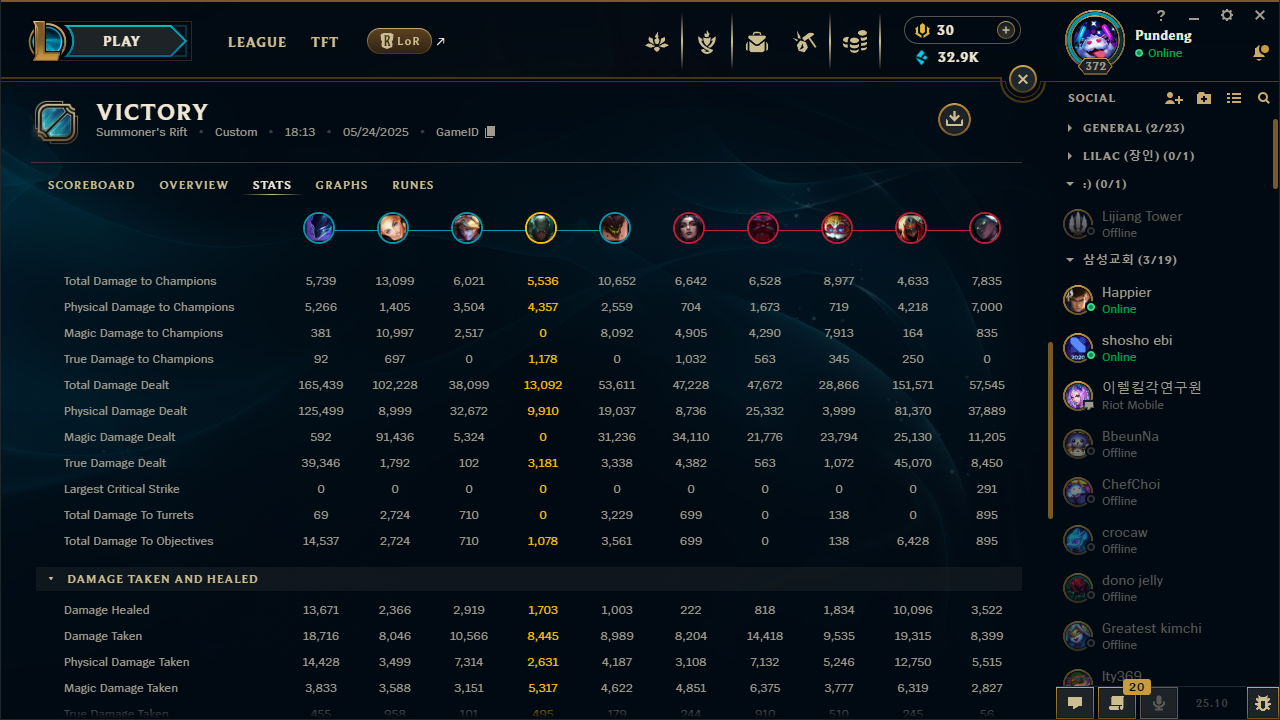 PLAY
LEAGUE TFT LoR
30
32.9K
372
Pundeng
Online
VICTORY
Summoner's Rift • Custom • 18:13 • 05/24/2025 • GameID
SCOREBOARD OVERVIEW STATS GRAPHS RUNES
Total Damage to Champions 5,739 13,099 6,021 5,536 10,652 6,642 6,528 8,977 4,633 7,835
Physical Damage to Champions 5,266 1,405 3,504 4,357 2,559 704 1,673 719 4,218 7,000
Magic Damage to Champions 381 10,997 2,517 0 8,092 4,905 4,290 7,913 164 835
True Damage to Champions 92 697 0 1,178 0 1,032 563 345 250 0
Total Damage Dealt 165,439 102,228 38,099 13,092 53,611 47,228 47,672 28,866 151,571 57,545
Physical Damage Dealt 125,499 8,999 32,672 9,910 19,037 8,736 25,332 3,999 81,370 37,889
Magic Damage Dealt 592 91,436 5,324 0 31,236 34,110 21,776 23,794 25,130 11,205
True Damage Dealt 39,346 1,792 102 3,181 3,338 4,382 563 1,072 45,070 8,450
Largest Critical Strike 0 0 0 0 0 0 0 0 0 291
Total Damage To Turrets 69 2,724 710 0 3,229 699 0 138 0 895
Total Damage To Objectives 14,537 2,724 710 1,078 3,561 699 0 138 6,428 895
DAMAGE TAKEN AND HEALED
Damage Healed 13,671 2,366 2,919 1,703 1,003 222 818 1,834 10,096 3,522
Damage Taken 18,716 8,046 10,566 8,445 8,989 8,204 14,418 9,535 19,315 8,399
Physical Damage Taken 14,428 3,499 7,314 2,631 4,187 3,108 7,132 5,246 12,750 5,515
Magic Damage Taken 3,833 3,588 3,151 5,317 4,622 4,851 6,375 3,777 6,319 2,827
True Damage Taken 455 958 101 495 179 244 910 510 245 56
SOCIAL
GENERAL (2/23)
LILAC (장인) (0/1)
:) (0/1)
Lijiang Tower
Offline
삼성교회 (3/19)
Happier
Online
shosho ebi
Online
이렐킬각연구원
Riot Mobile
BbeunNa
Offline
ChefChoi
Offline
crocaw
Offline
dono jelly
Offline
Greatest kimchi
Offline
lty369
20
25.10